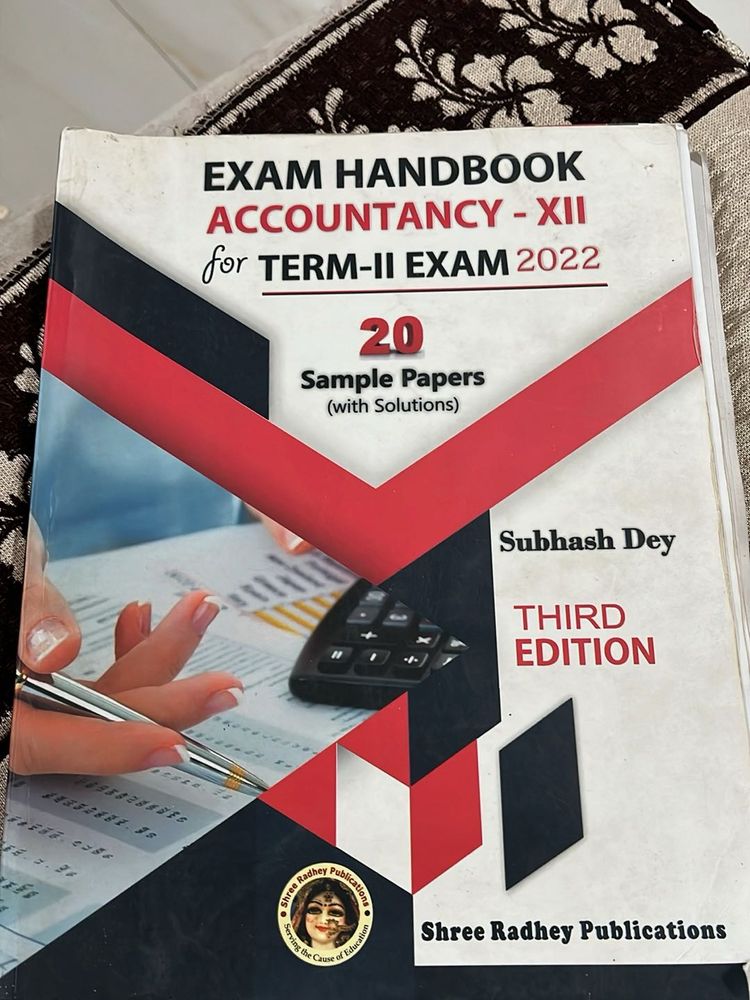 EXAM HANDBOOK
ACCOUNTANCY - XII
for TERM-II EXAM 2022
20
Sample Papers
(with Solutions)
Subhash Dey
THIRD
EDITION
Shree Radhey Publications
Serving the Cause of Education
Shree Radhey Publications